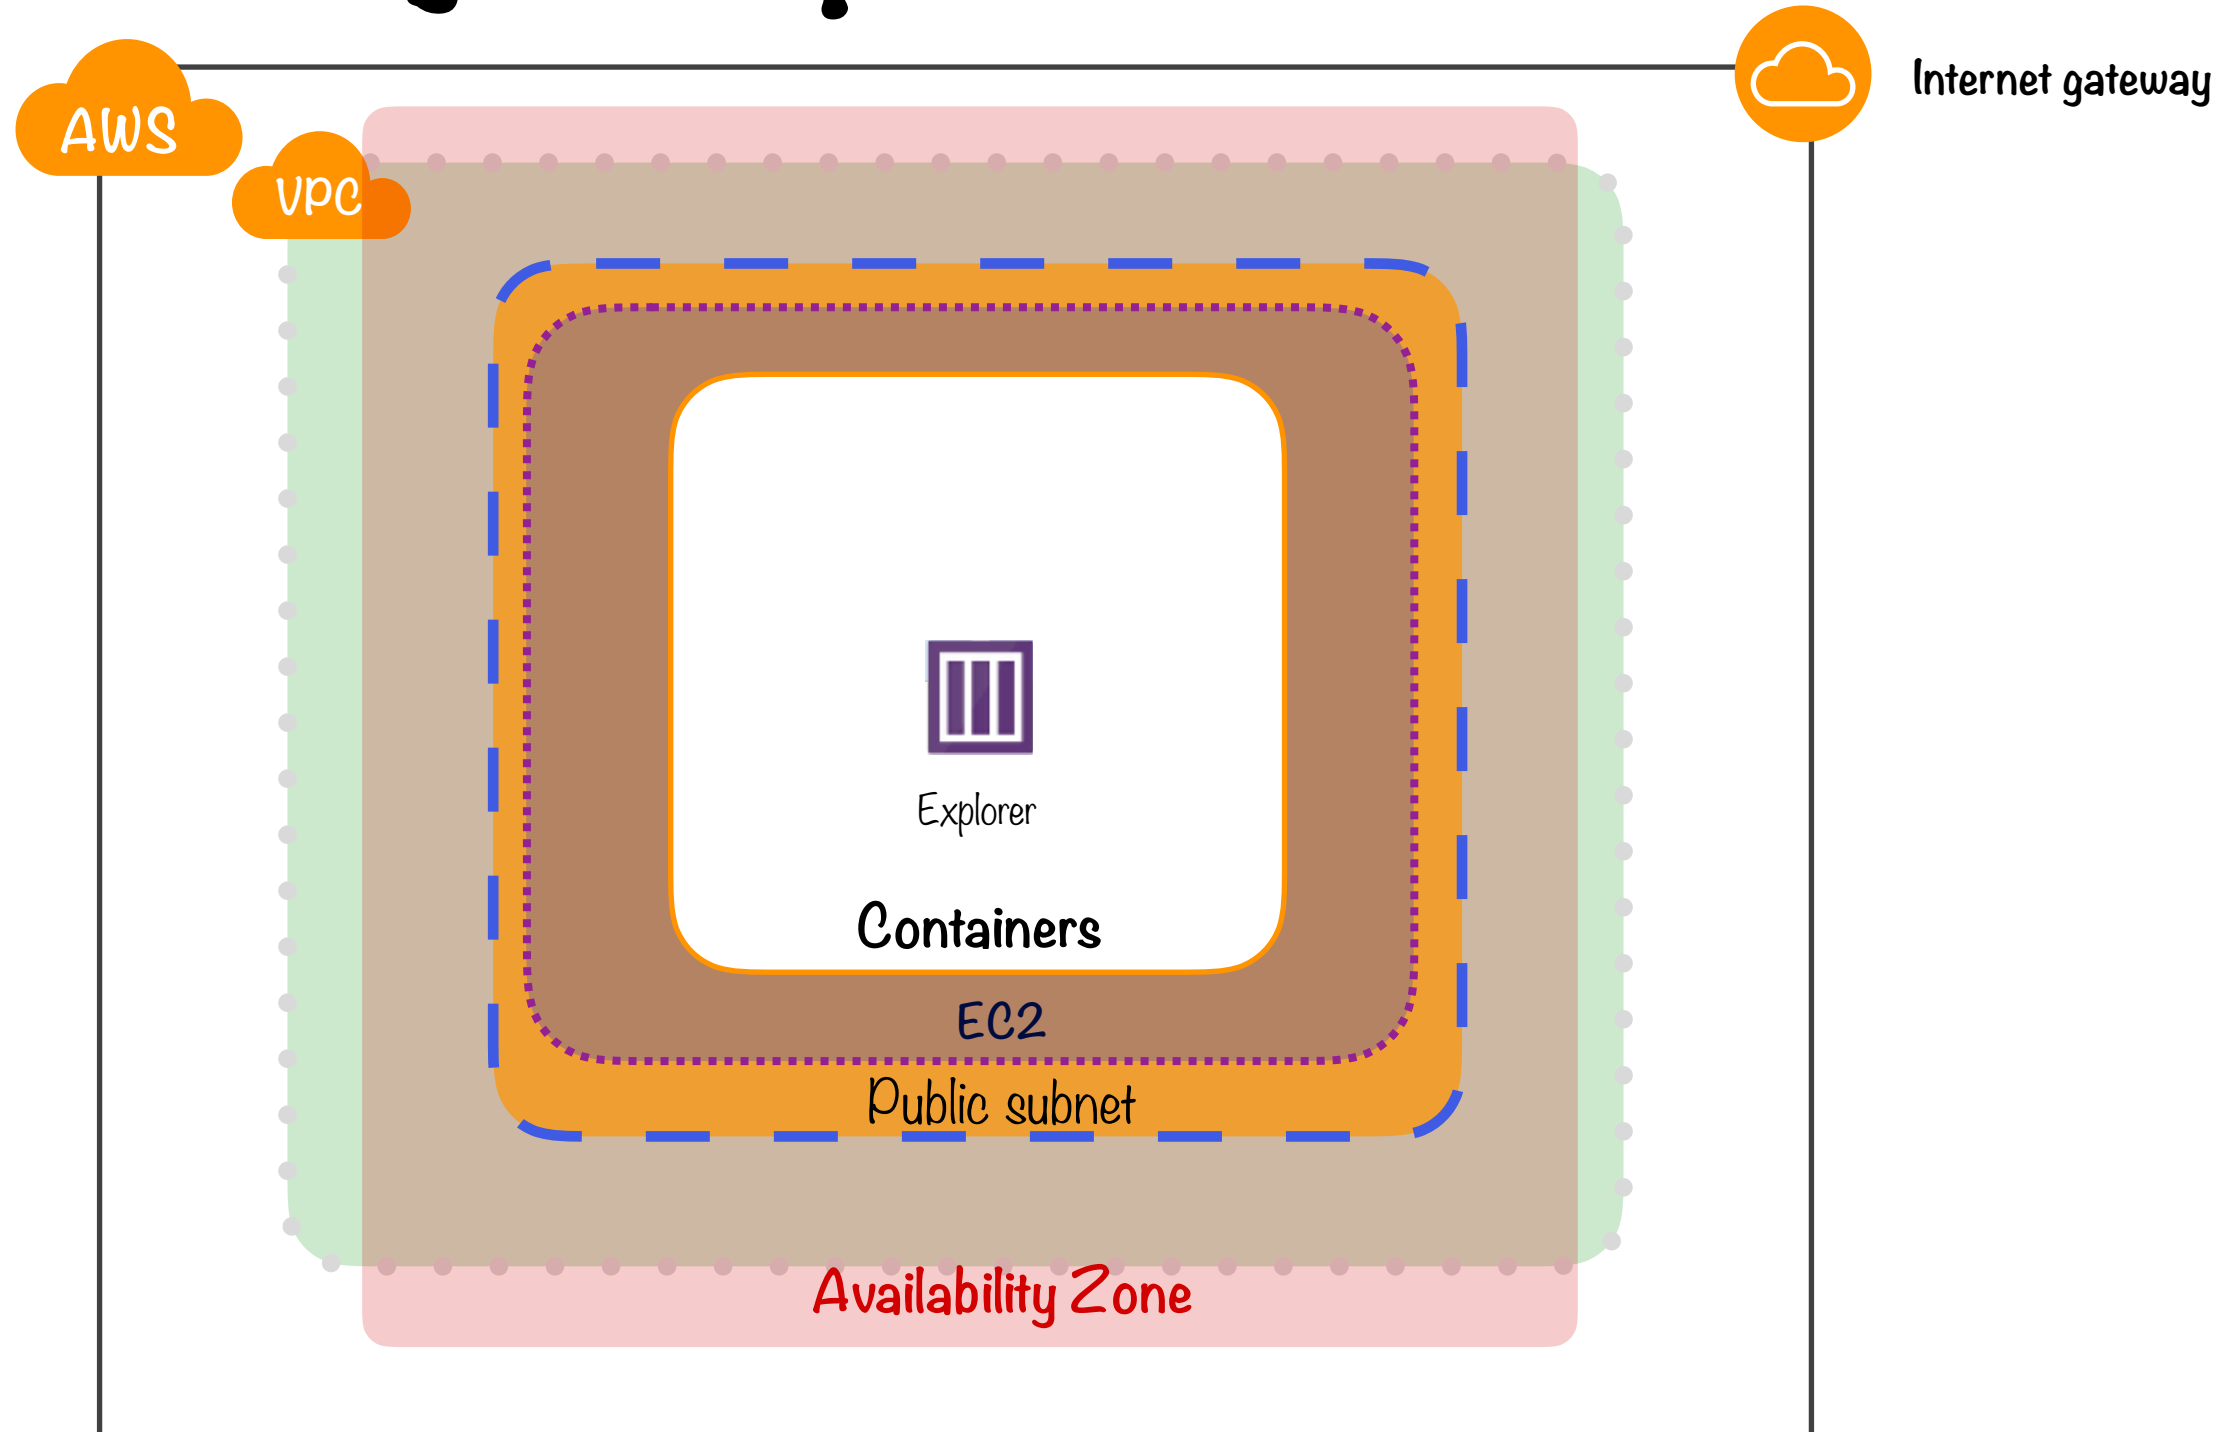 AWS
Internet gateway
VPC
Explorer
Containers
EC2
Public subnet
Availability Zone